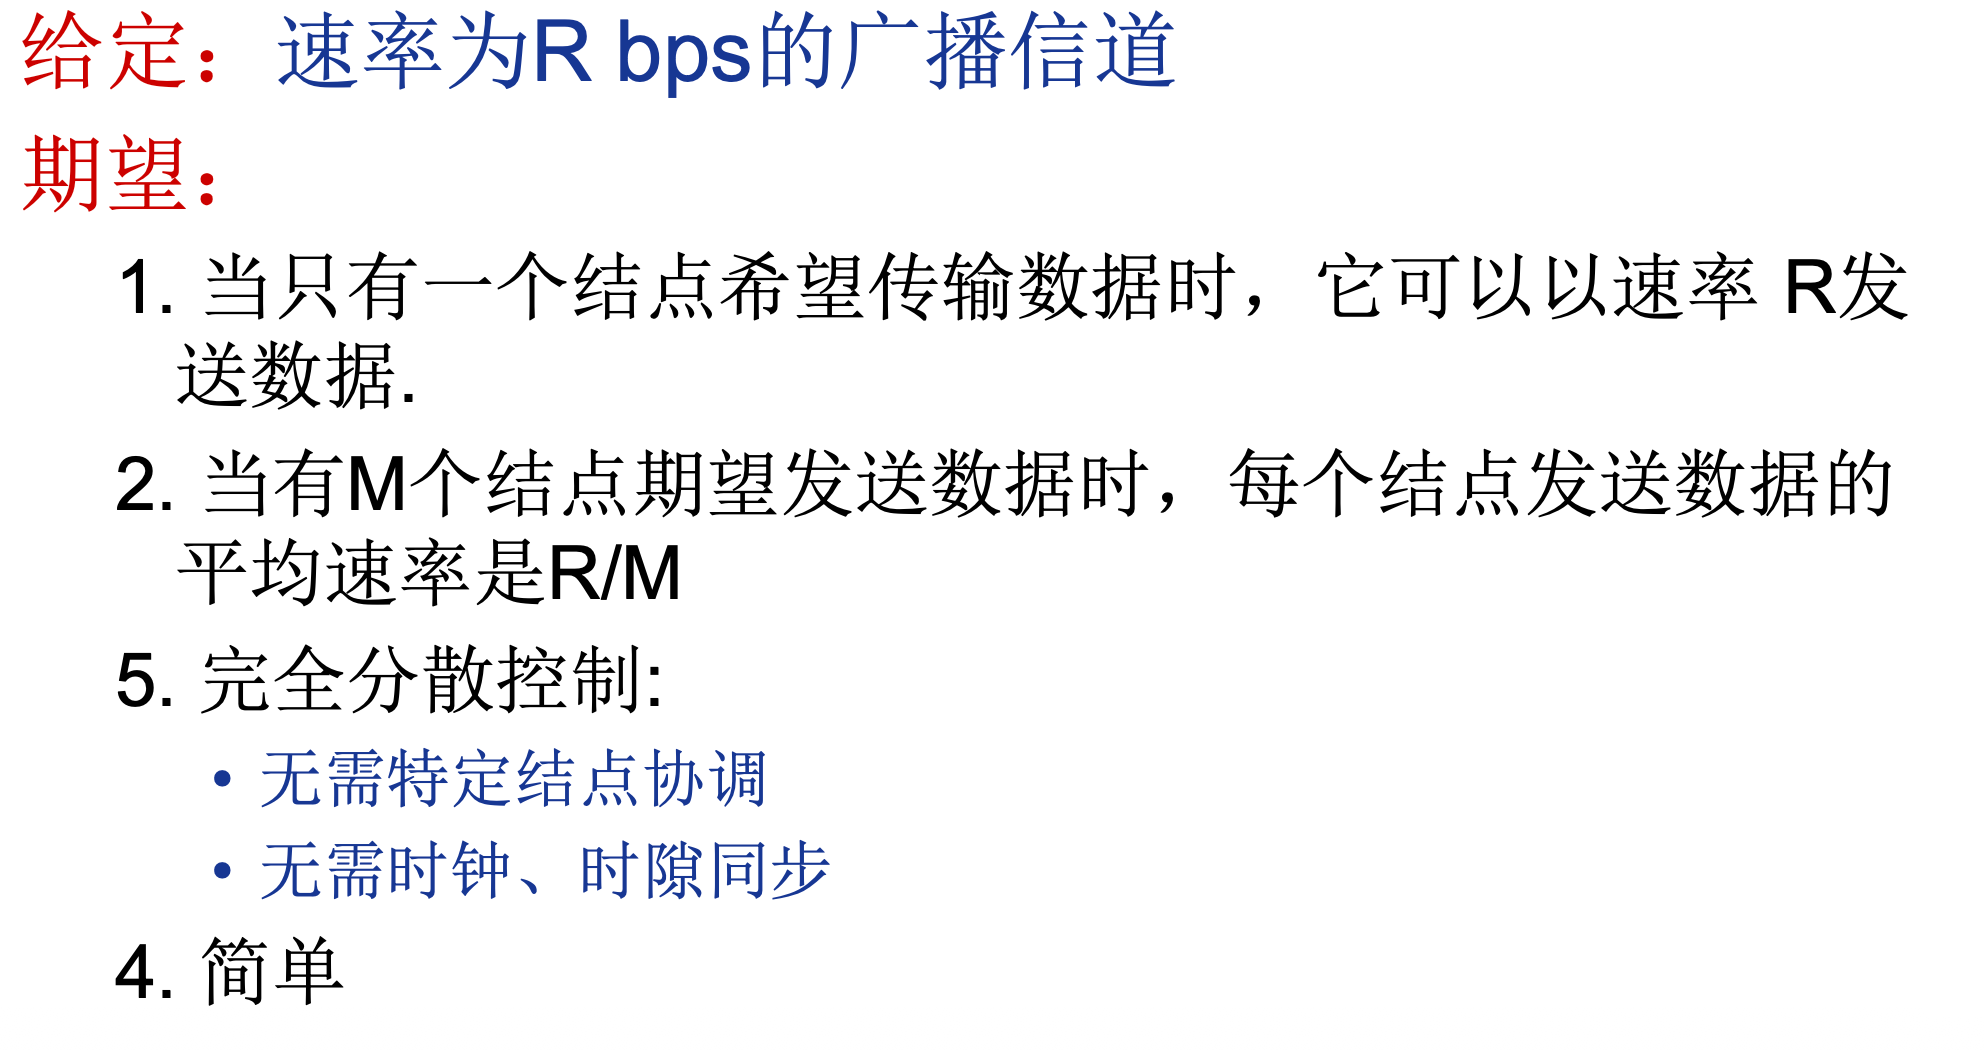 给定：速率为R bps的广播信道
期望：
1. 当只有一个结点希望传输数据时，它可以以速率 R发
送数据.
2. 当有M个结点期望发送数据时，每个结点发送数据的
平均速率是R/M
5. 完全分散控制:
• 无需特定结点协调
• 无需时钟、时隙同步
4. 简单